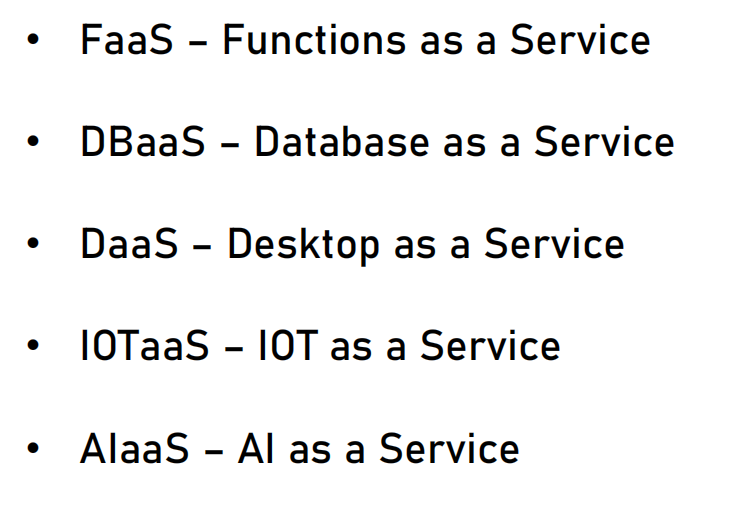 • FaaS – Functions as a Service
• DBaaS – Database as a Service
• DaaS – Desktop as a Service
• IOTaaS – IOT as a Service
• AIaaS – AI as a Service